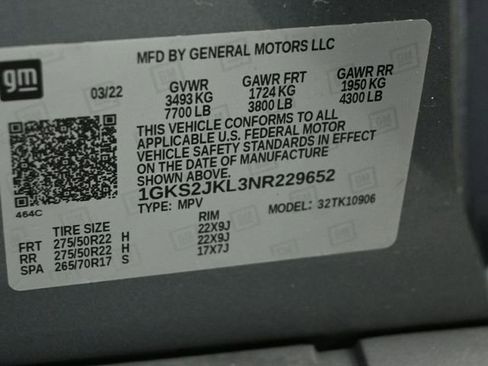 MFD BY GENERAL MOTORS LLC
gm
03/22 GVWR GAWR FRT GAWR RR
3493 KG 1724 KG 1950 KG
7700 LB 3800 LB 4300 LB
THIS VEHICLE CONFORMS TO ALL
APPLICABLE U.S. FEDERAL MOTOR
VEHICLE SAFETY STANDARDS IN EFFECT
ON THE DATE OF MANUFACTURE
SHOWN ABOVE.
1GKS2JKL3NR229652
464C
TYPE: MPV MODEL: 32TK10906
TIRE SIZE RIM
FRT 275/50R22 H 22X9J
RR 275/50R22 H 22X9J
SPA 265/70R17 S 17X7J